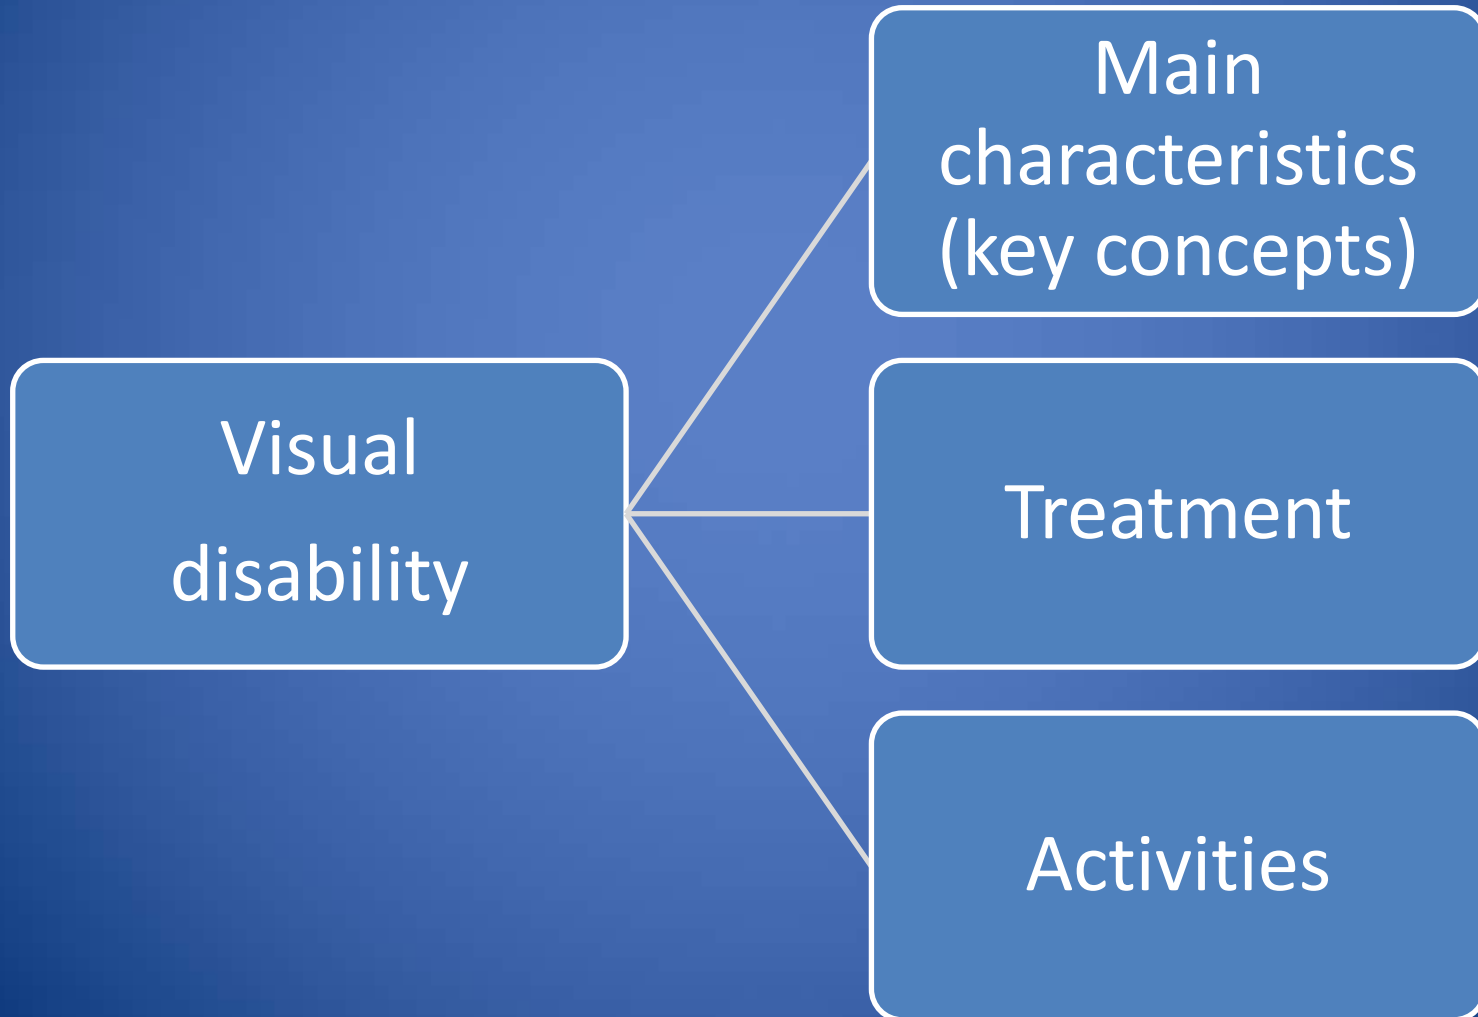 Visual
disability
Main
characteristics
(key concepts)
Treatment
Activities